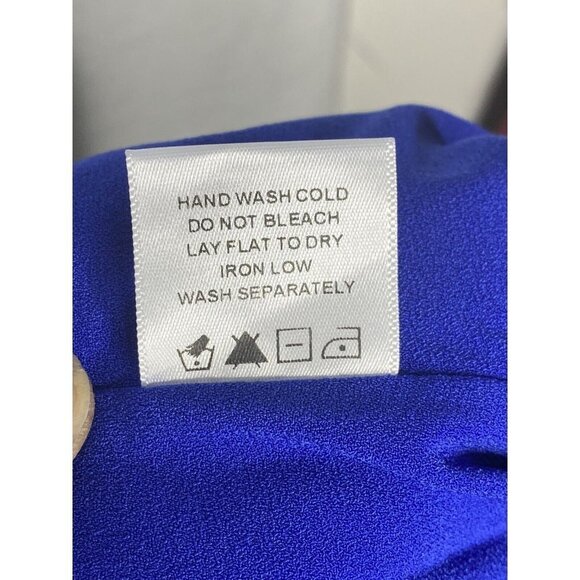 HAND WASH COLD
DO NOT BLEACH
LAY FLAT TO DRY
IRON LOW
WASH SEPARATELY